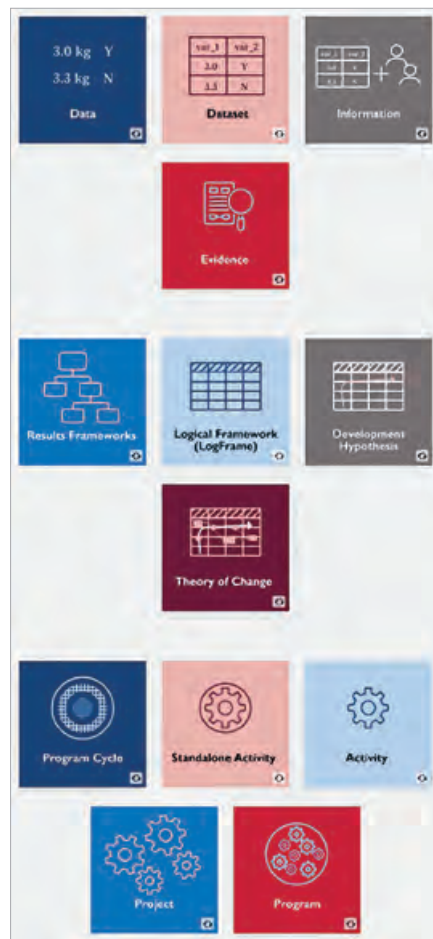 3.0 kg Y
3.3 kg N
Data
var_1 var_2
3.0 Y
3.3 N
Dataset
Information
Evidence
Results Frameworks
Logical Framework
(LogFrame)
Development
Hypothesis
Theory of Change
Program Cycle
Standalone Activity
Activity
Project
Program